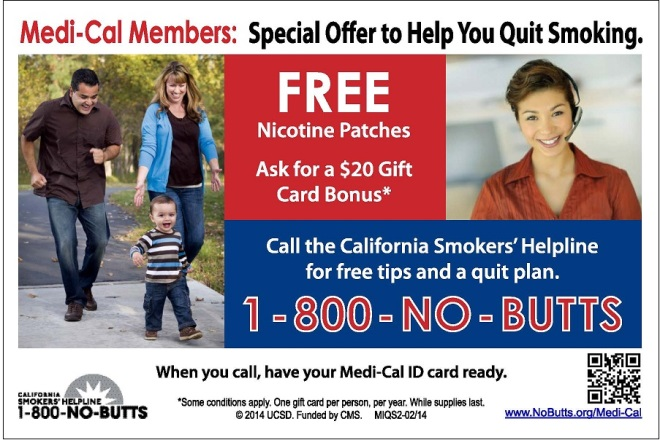 Medi-Cal Members: Special Offer to Help You Quit Smoking.
FREE
Nicotine Patches
Ask for a $20 Gift
Card Bonus*
Call the California Smokers' Helpline
for free tips and a quit plan.
1-800-NO-BUTTS
When you call, have your Medi-Cal ID card ready.
CALIFORNIA
SMOKERS' HELPLINE
1-800-NO-BUTTS
*Some conditions apply. One gift card per person, per year. While supplies last.
© 2014 UCSD. Funded by CMS. MIQS2-02/14
www.NoButts.org/Medi-Cal